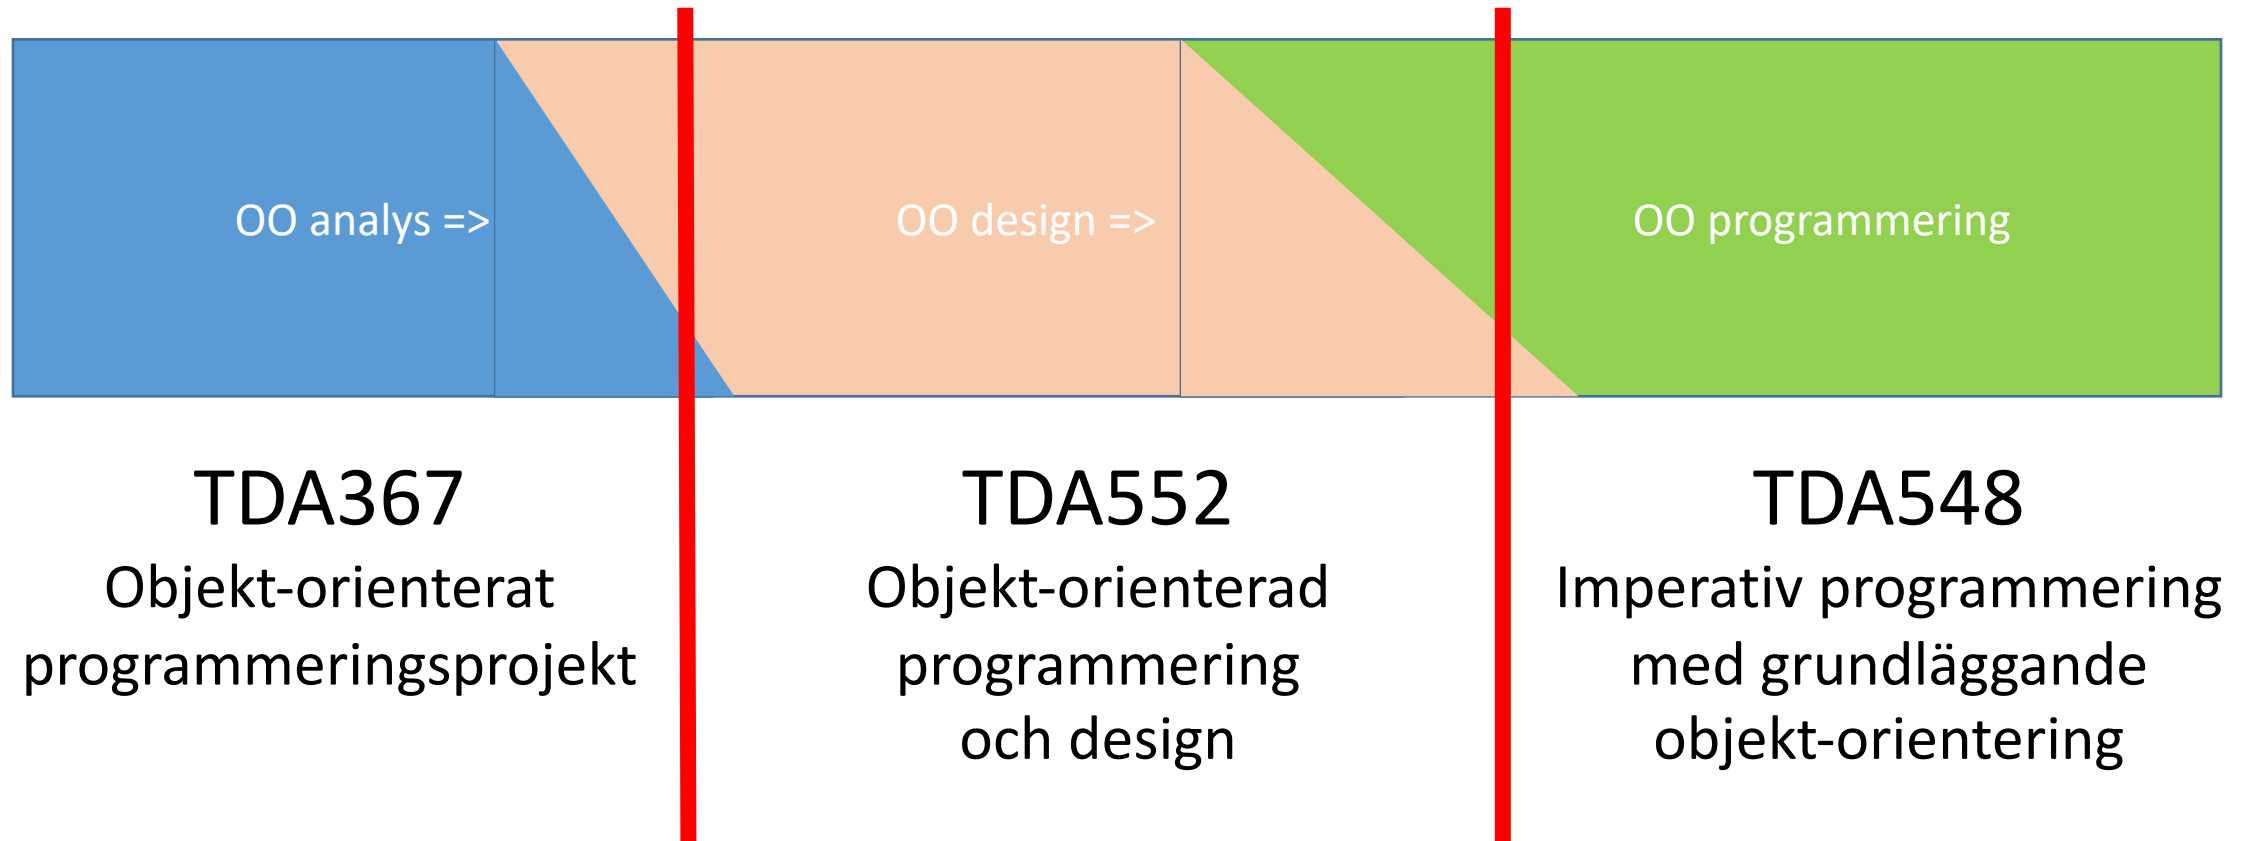 OO analys =>
OO design =>
OO programmering
TDA367
Objekt-orienterat
programmeringsprojekt
TDA552
Objekt-orienterad
programmering
och design
TDA548
Imperativ programmering
med grundläggande
objekt-orientering